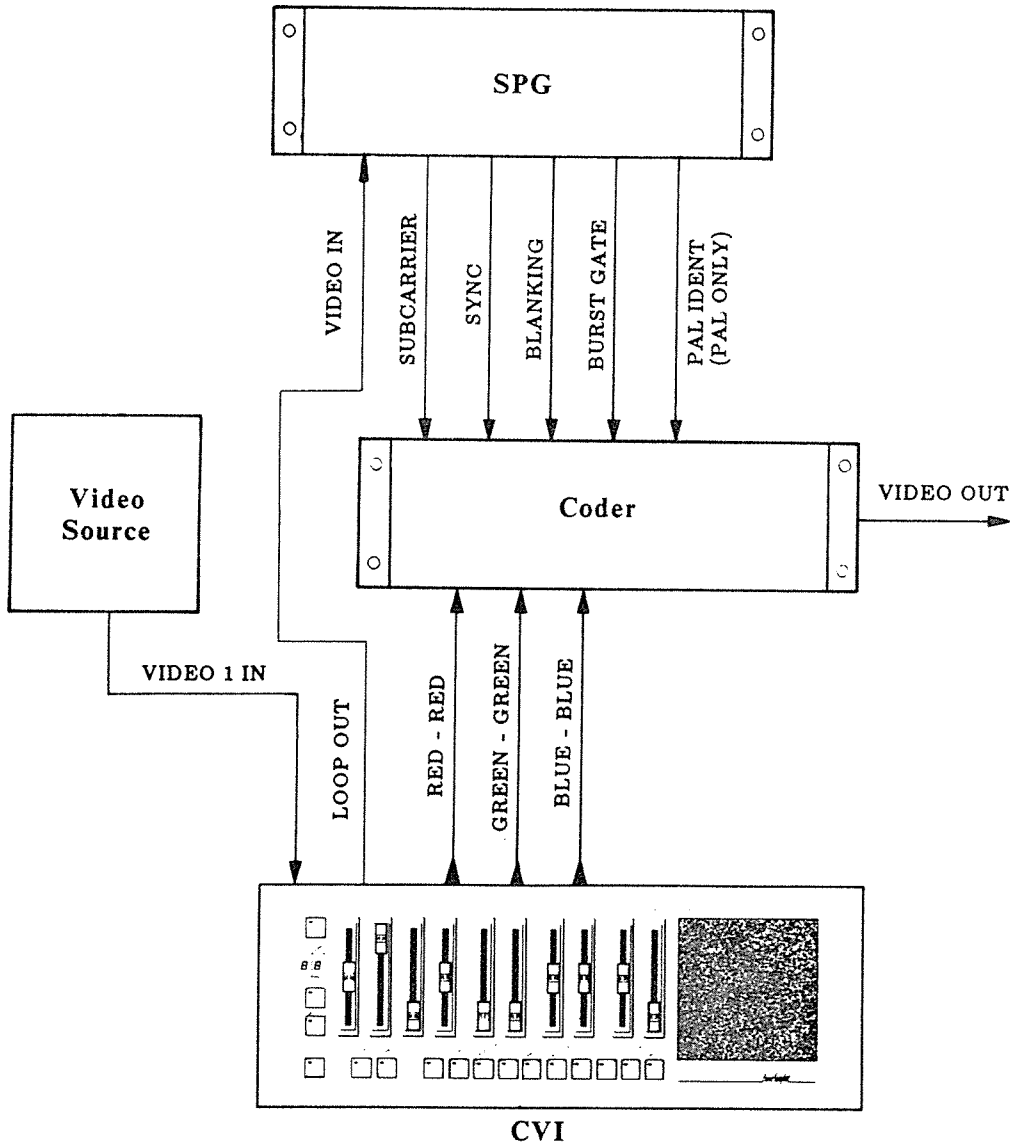 SPG
VIDEO IN
SUBCARRIER
SYNC
BLANKING
BURST GATE
PAL IDENT
(PAL ONLY)
Video
Source
Coder
VIDEO OUT
VIDEO 1 IN
LOOP OUT
RED - RED
GREEN - GREEN
BLUE - BLUE
88
CVI